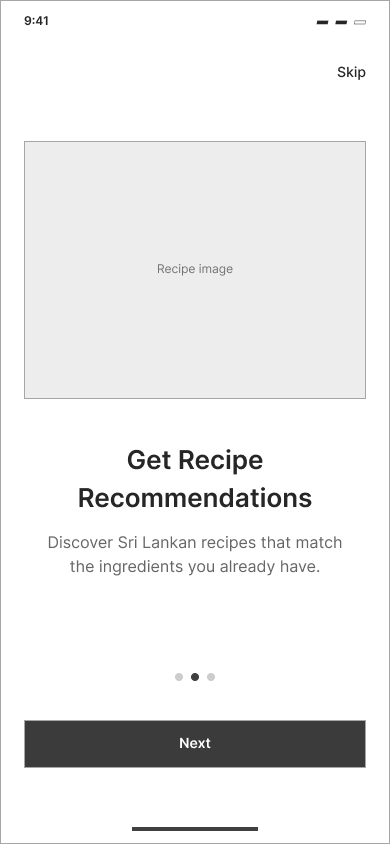 9:41
Skip
Recipe image
Get Recipe
Recommendations
Discover Sri Lankan recipes that match
the ingredients you already have.
Next